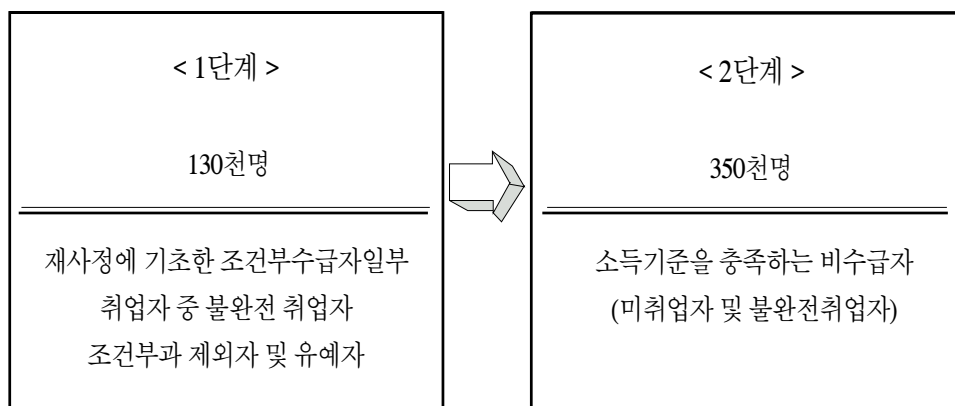 < 1단계 >
130천명
재사정에 기초한 조건부수급자일부
취업자 중 불완전 취업자
조건부과 제외자 및 유예자
< 2단계 >
350천명
소득기준을 충족하는 비수급자
(미취업자 및 불완전취업자)